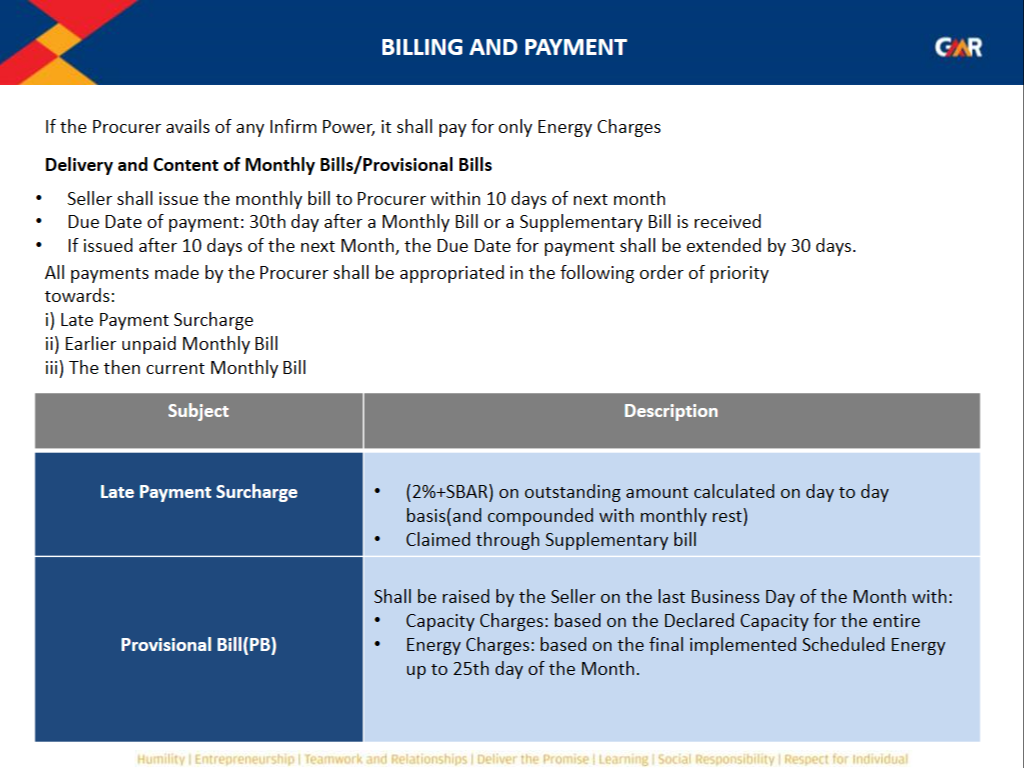 BILLING AND PAYMENT
GMR
If the Procurer avails of any Infirm Power, it shall pay for only Energy Charges
Delivery and Content of Monthly Bills/Provisional Bills
• Seller shall issue the monthly bill to Procurer within 10 days of next month
• Due Date of payment: 30th day after a Monthly Bill or a Supplementary Bill is received
• If issued after 10 days of the next Month, the Due Date for payment shall be extended by 30 days.
All payments made by the Procurer shall be appropriated in the following order of priority
towards:
i) Late Payment Surcharge
ii) Earlier unpaid Monthly Bill
iii) The then current Monthly Bill
Subject
Description
Late Payment Surcharge
• (2%+SBAR) on outstanding amount calculated on day to day
basis(and compounded with monthly rest)
• Claimed through Supplementary bill
Provisional Bill(PB)
Shall be raised by the Seller on the last Business Day of the Month with:
• Capacity Charges: based on the Declared Capacity for the entire
• Energy Charges: based on the final implemented Scheduled Energy
up to 25th day of the Month.
Humility | Entrepreneurship | Teamwork and Relationships | Deliver the Promise | Learning | Social Responsibility | Respect for Individual